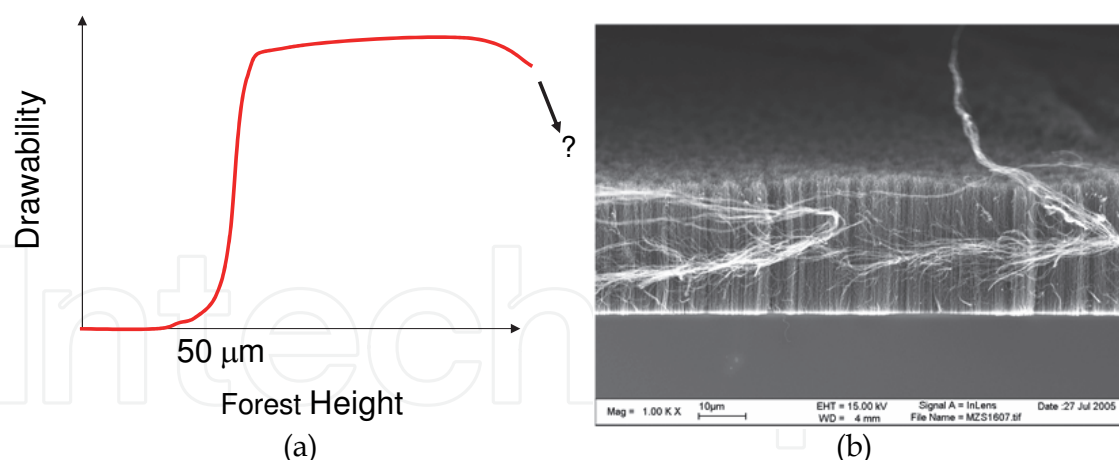 Drawability
?
50 μm
Forest Height
(a)
Mag = 1.00 K X
10μm
EHT = 15.00 kV
WD = 4 mm
Signal A = InLens
File Name = MZS1607.tif
Date :27 Jul 2005
(b)
Intech